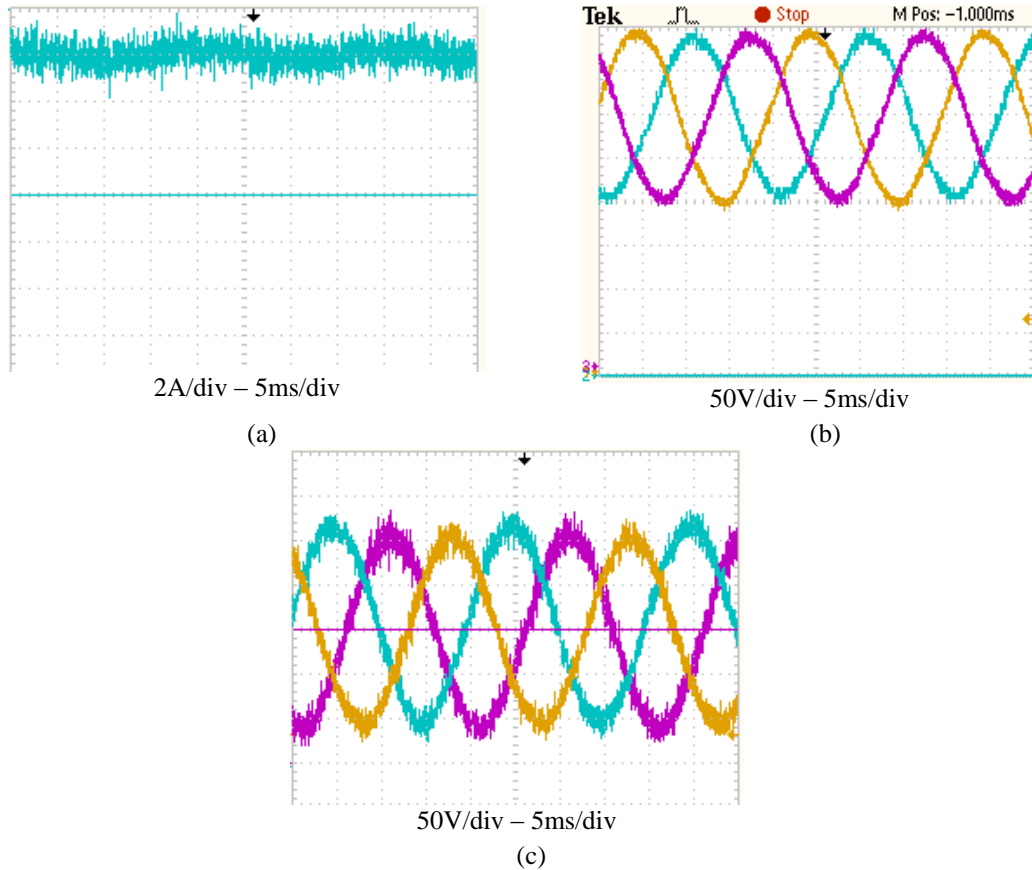 Tek Stop M Pos: -1.000ms
2A/div – 5ms/div
50V/div – 5ms/div
(a)
(b)
50V/div – 5ms/div
(c)